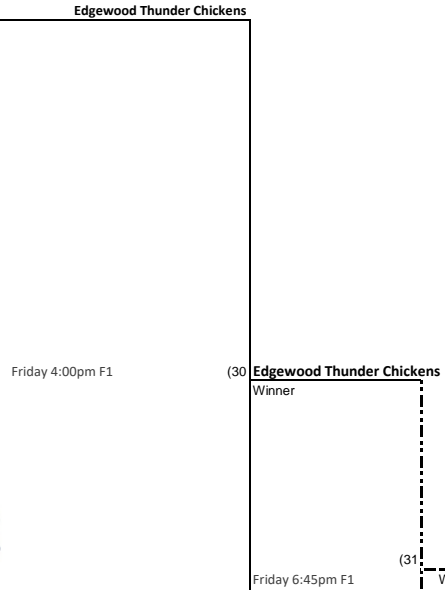 Edgewood Thunder Chickens
Friday 4:00pm F1 (30 Edgewood Thunder Chickens
Winner
(31
Friday 6:45pm F1